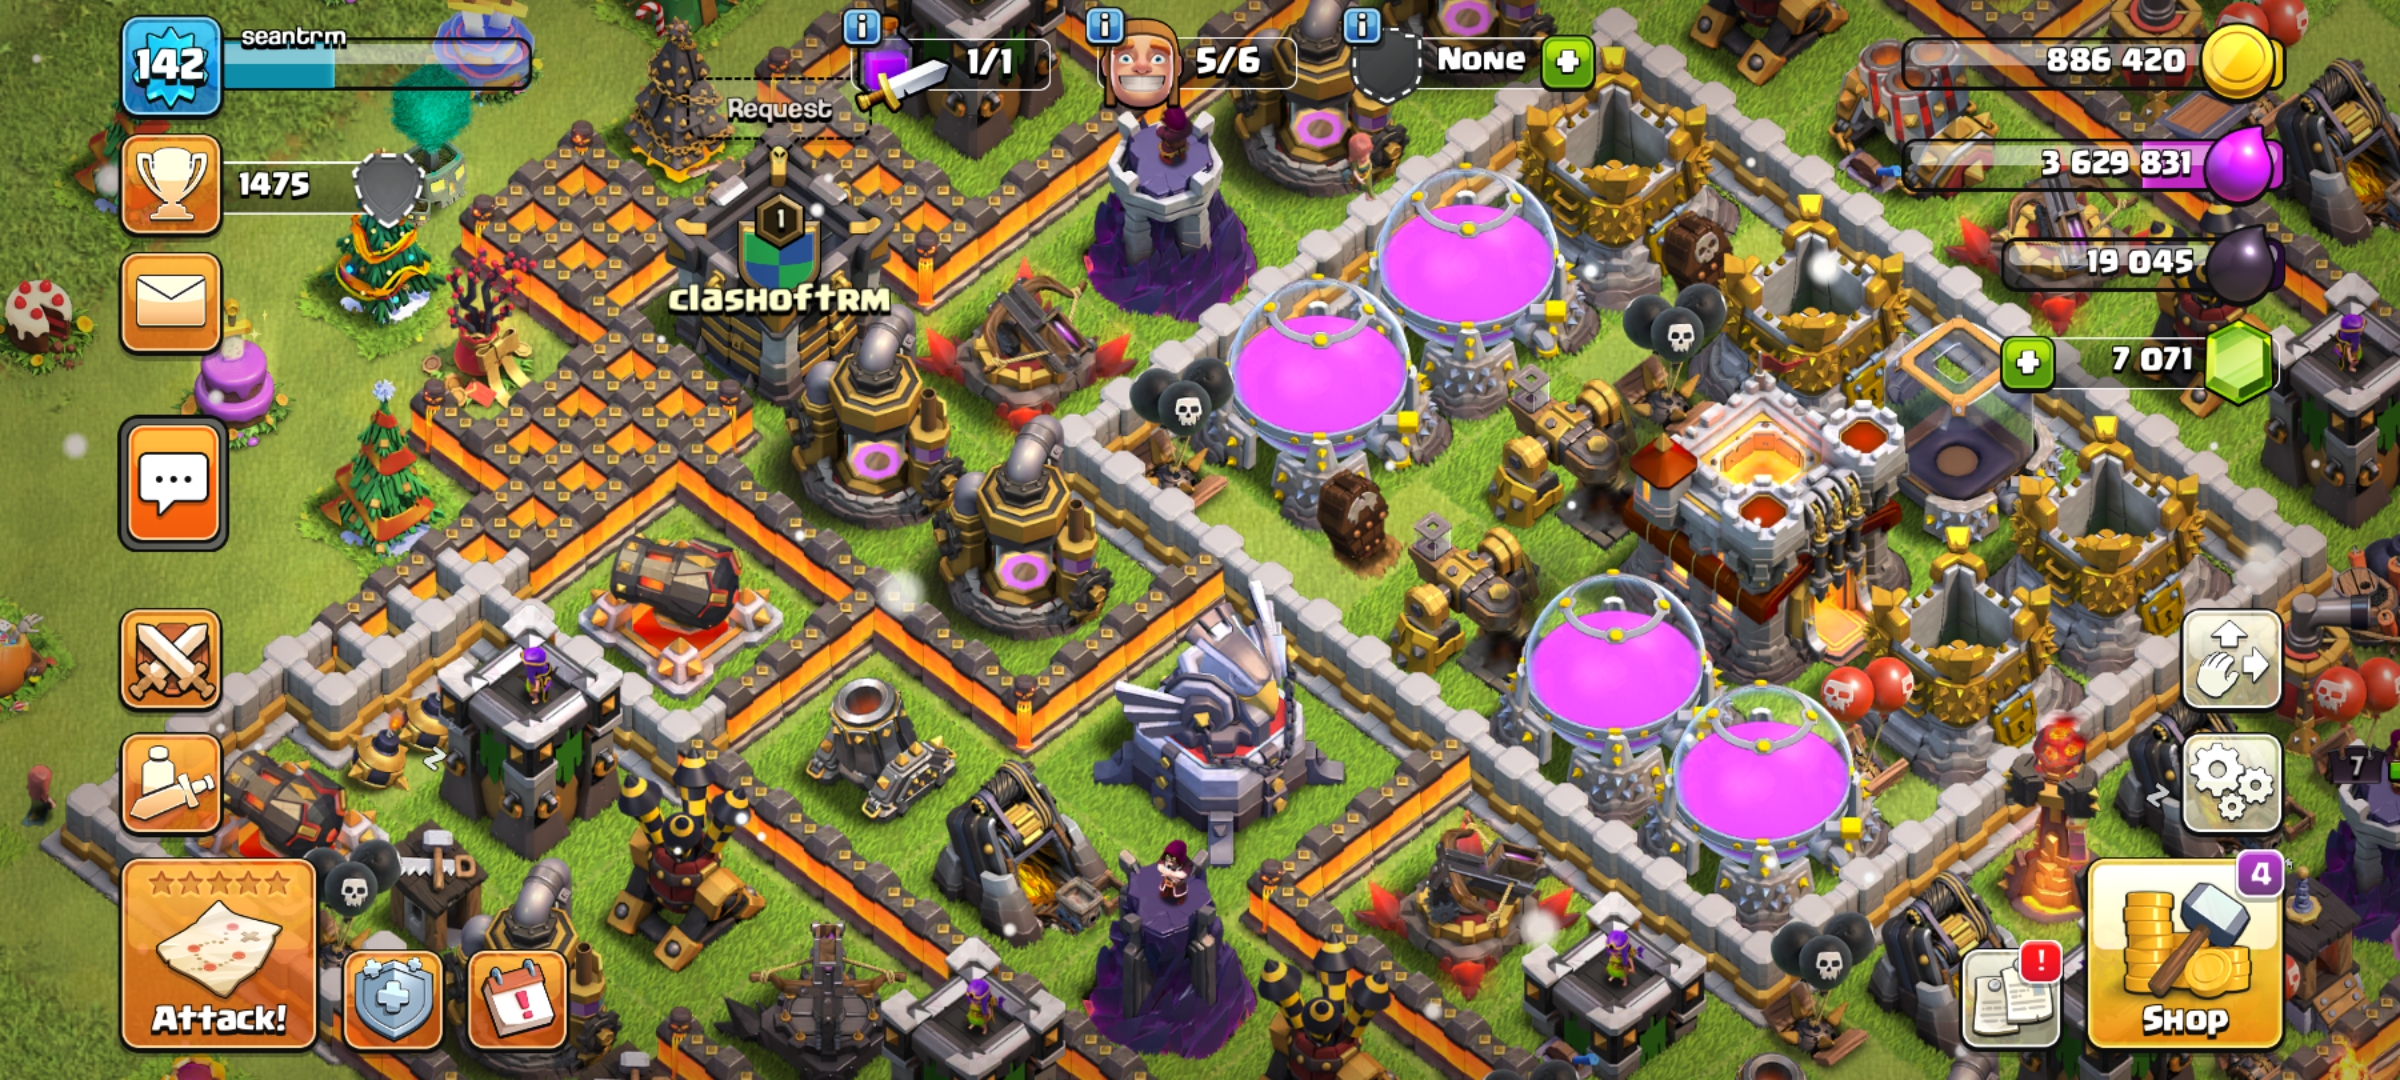 142
seantrm
1/1
5/6
None
886 420
Request
1475
3 629 831
1
clashoftrm
19 045
7 071
z
7
z
4
Attack!
!
!
Shop